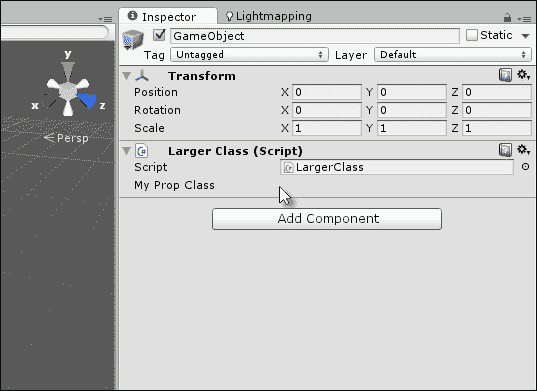 Inspector Lightmapping
GameObject Static
Tag Untagged Layer Default
y
x z
Persp
Transform
Position X 0 Y 0 Z 0
Rotation X 0 Y 0 Z 0
Scale X 1 Y 1 Z 1
Larger Class (Script)
Script LargerClass
My Prop Class
Add Component